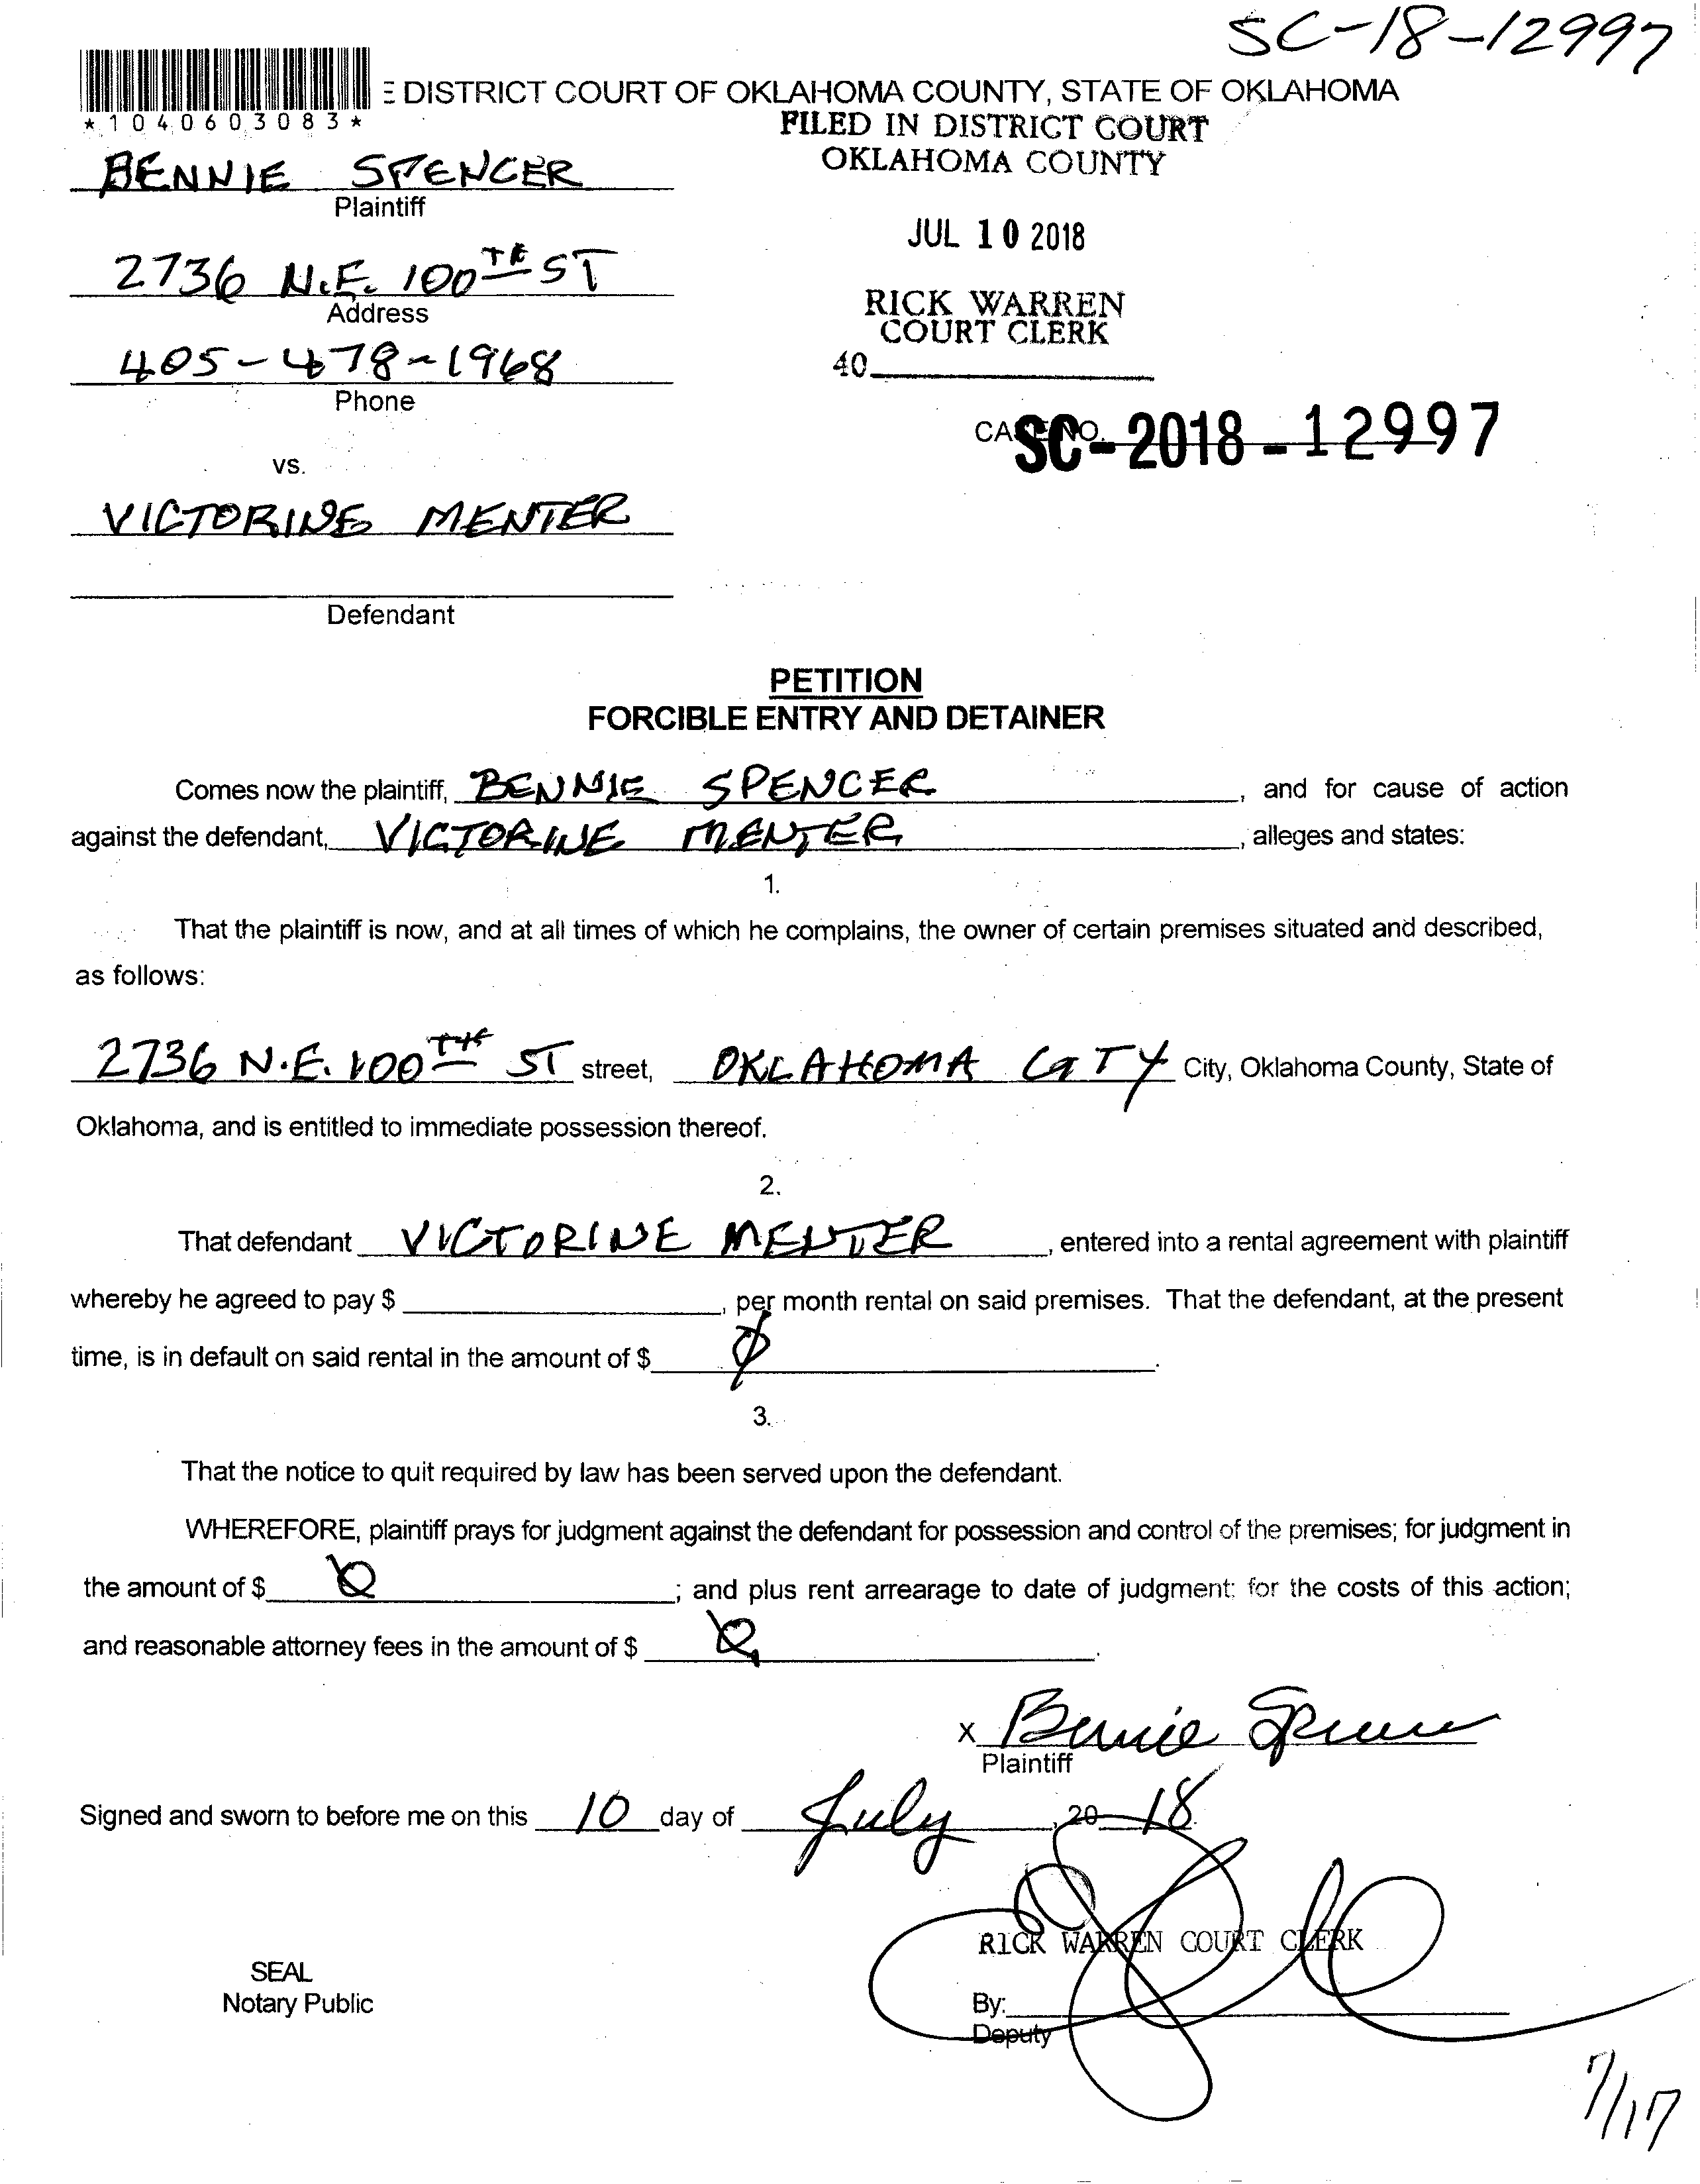 SC-18-12997
DISTRICT COURT OF OKLAHOMA COUNTY, STATE OF OKLAHOMA
*1040603083*
FILED IN DISTRICT COURT
OKLAHOMA COUNTY
BENNIE SPENCER
Plaintiff
JUL 10 2018
2736 N.E. 100TH ST
Address
RICK WARREN
COURT CLERK
405-478-1968
40
Phone
CASE NO.
SC-2018-12997
vs.
VICTORINE MENTER
Defendant
PETITION
FORCIBLE ENTRY AND DETAINER
Comes now the plaintiff, BENNIE SPENCER, and for cause of action
against the defendant, VICTORINE MENTER, alleges and states:
1.
That the plaintiff is now, and at all times of which he complains, the owner of certain premises situated and described,
as follows:
2736 N.E. 100TH ST street, OKLAHOMA CITY City, Oklahoma County, State of
Oklahoma, and is entitled to immediate possession thereof.
2.
That defendant VICTORINE MENTER, entered into a rental agreement with plaintiff
whereby he agreed to pay $, per month rental on said premises. That the defendant, at the present
time, is in default on said rental in the amount of $ 0.
3.
That the notice to quit required by law has been served upon the defendant.
WHEREFORE, plaintiff prays for judgment against the defendant for possession and control of the premises; for judgment in
the amount of $ 0; and plus rent arrearage to date of judgment; for the costs of this action;
and reasonable attorney fees in the amount of $ 0.
X Bennie Spencer
Plaintiff
Signed and sworn to before me on this 10 day of July, 20 18.
RICK WARREN COURT CLERK
SEAL
Notary Public
By:
Deputy
7/17